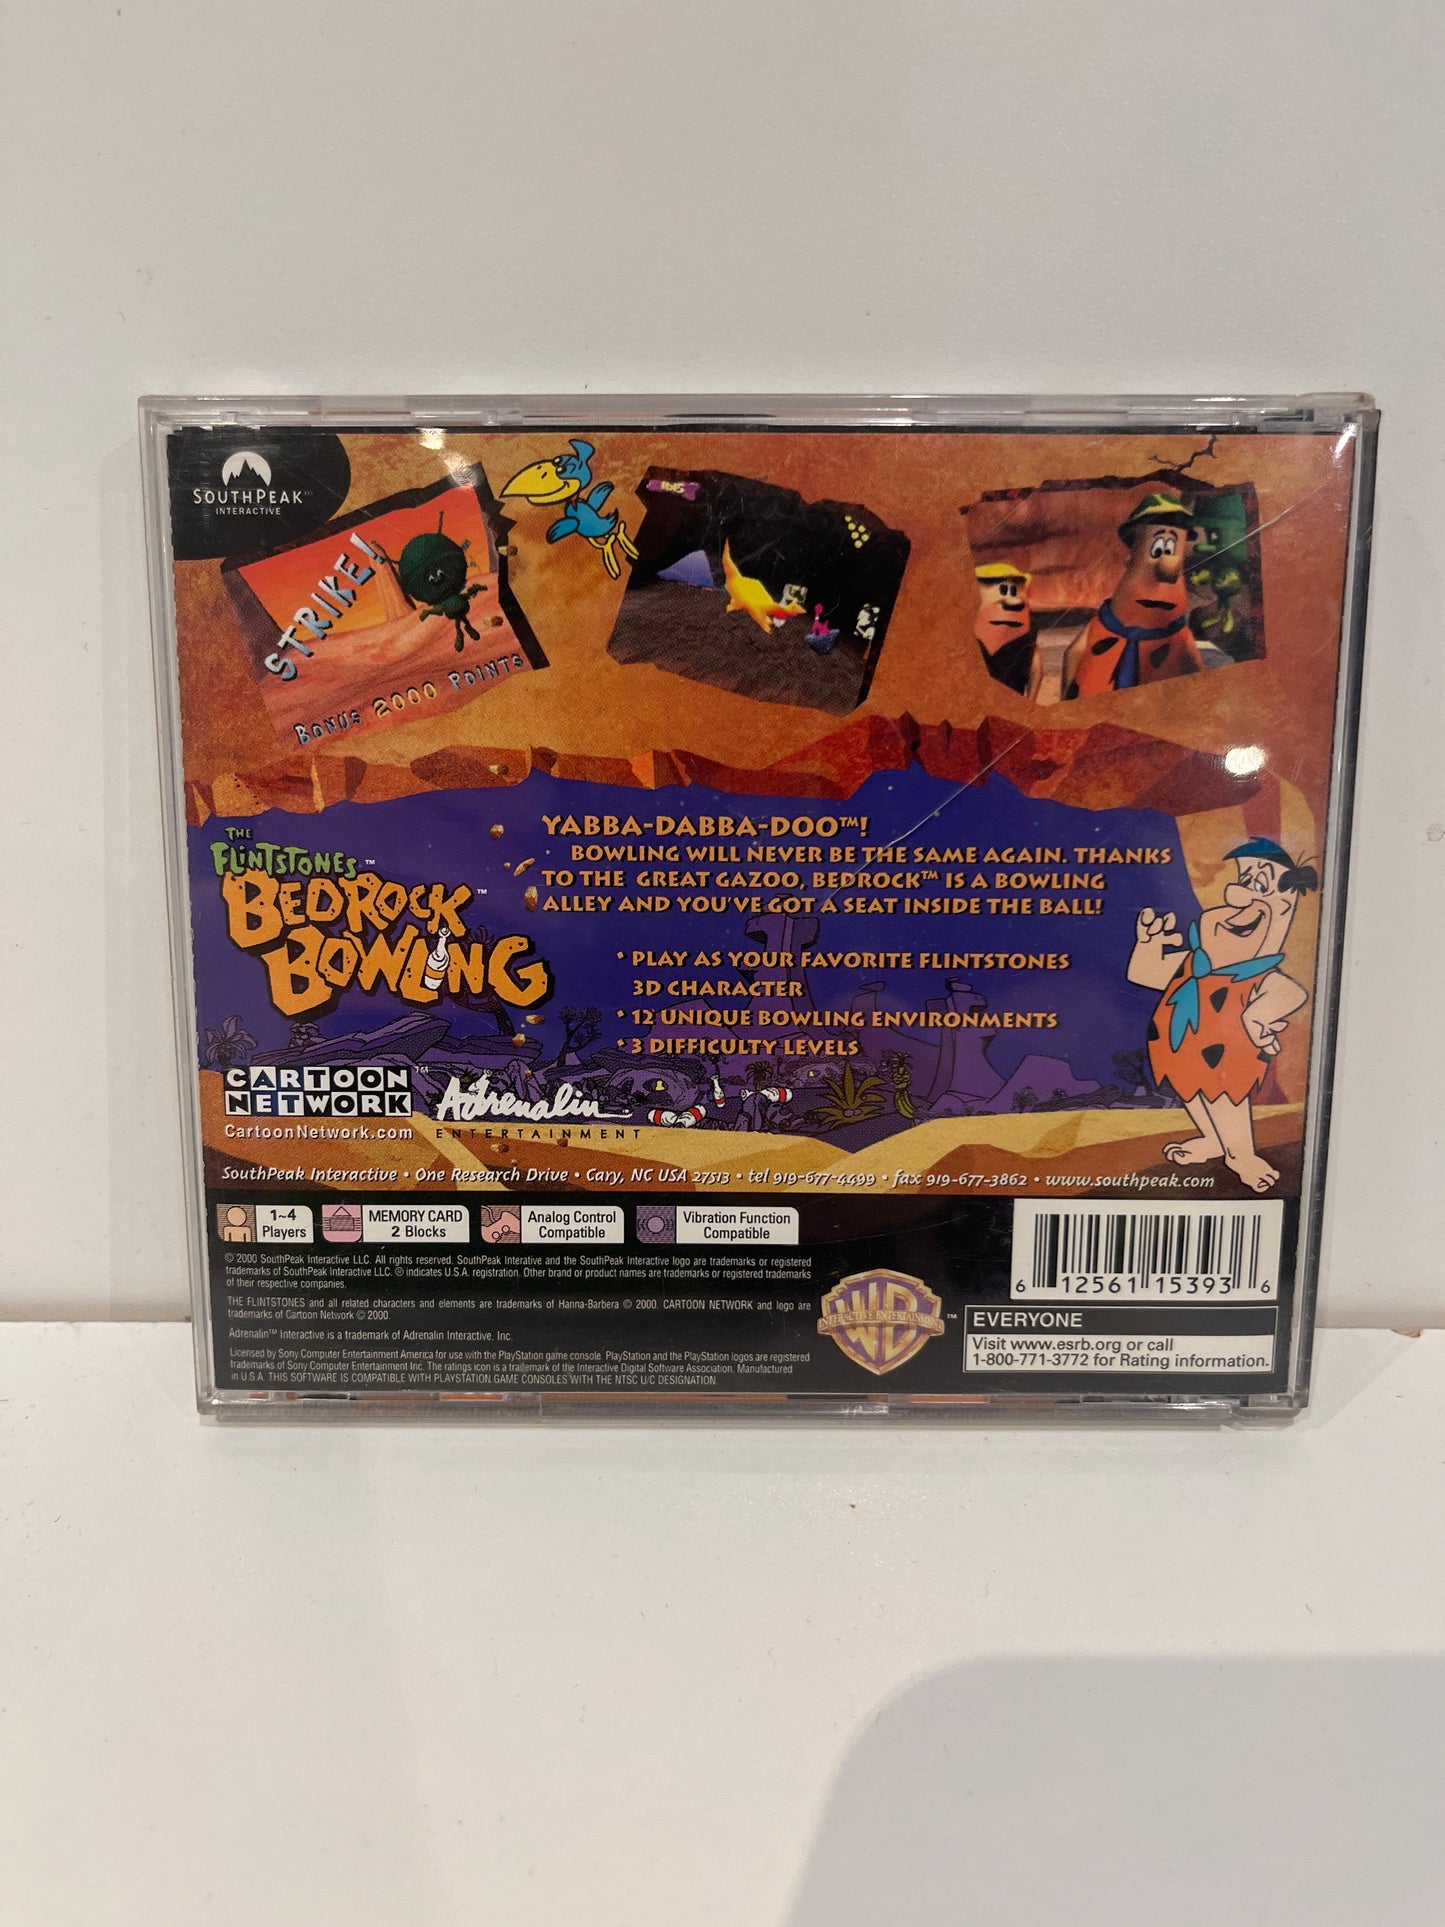 SOUTHPEAK
INTERACTIVE
STRIKE!
BONUS 2000 POINTS
1615
THE
FLINTSTONES™
BEDROCK™
BOWLING
YABBA-DABBA-DOO™!
BOWLING WILL NEVER BE THE SAME AGAIN. THANKS
TO THE GREAT GAZOO, BEDROCK™ IS A BOWLING
ALLEY AND YOU'VE GOT A SEAT INSIDE THE BALL!
• PLAY AS YOUR FAVORITE FLINTSTONES
3D CHARACTER
• 12 UNIQUE BOWLING ENVIRONMENTS
• 3 DIFFICULTY LEVELS
CARTOON™
NETWORK
CartoonNetwork.com
Adrenalin
ENTERTAINMENT
SouthPeak Interactive • One Research Drive • Cary, NC USA 27513 • tel 919-677-4499 • fax 919-677-3862 • www.southpeak.com
1~4
Players
MEMORY CARD
2 Blocks
Analog Control
Compatible
Vibration Function
Compatible
© 2000 SouthPeak Interactive LLC. All rights reserved. SouthPeak Interative and the SouthPeak Interactive logo are trademarks or registered
trademarks of SouthPeak Interactive LLC. ® indicates U.S.A. registration. Other brand or product names are trademarks or registered trademarks
of their respective companies.
THE FLINTSTONES and all related characters and elements are trademarks of Hanna-Barbera © 2000. CARTOON NETWORK and logo are
trademarks of Cartoon Network © 2000.
Adrenalin™ Interactive is a trademark of Adrenalin Interactive, Inc.
Licensed by Sony Computer Entertainment America for use with the PlayStation game console. PlayStation and the PlayStation logos are registered
trademarks of Sony Computer Entertainment Inc. The ratings icon is a trademark of the Interactive Digital Software Association. Manufactured
in U.S.A. THIS SOFTWARE IS COMPATIBLE WITH PLAYSTATION GAME CONSOLES WITH THE NTSC U/C DESIGNATION.
WB™
INTERACTIVE ENTERTAINMENT
6 12561 15393 6
EVERYONE
Visit www.esrb.org or call
1-800-771-3772 for Rating information.